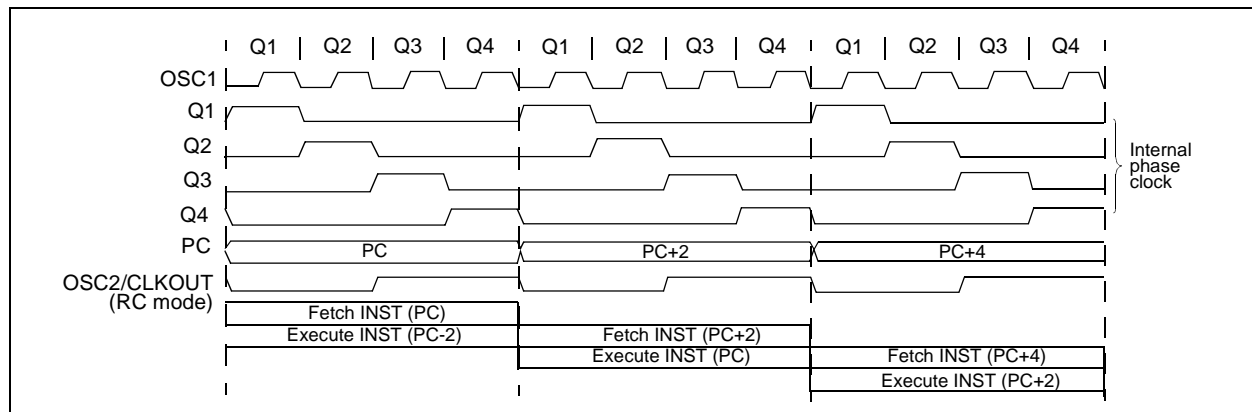 Q1 Q2 Q3 Q4 Q1 Q2 Q3 Q4 Q1 Q2 Q3 Q4
OSC1
Q1
Q2
Q3
Q4
Internal
phase
clock
PC PC PC+2 PC+4
OSC2/CLKOUT
(RC mode)
Fetch INST (PC)
Execute INST (PC-2) Fetch INST (PC+2)
Execute INST (PC) Fetch INST (PC+4)
Execute INST (PC+2)